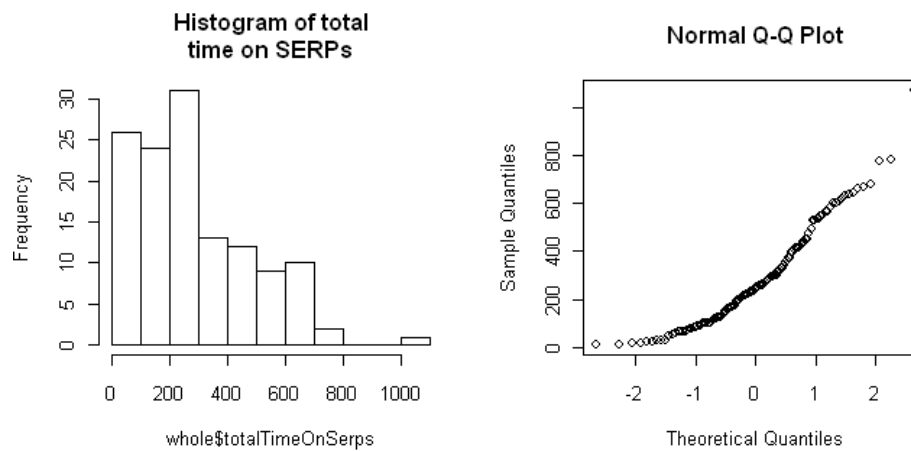 Histogram of total
time on SERPs
Frequency
0 5 10 15 20 25 30
0 200 400 600 800 1000
whole$totalTimeOnSerps
Normal Q-Q Plot
Sample Quantiles
0 200 400 600 800
-2 -1 0 1 2
Theoretical Quantiles